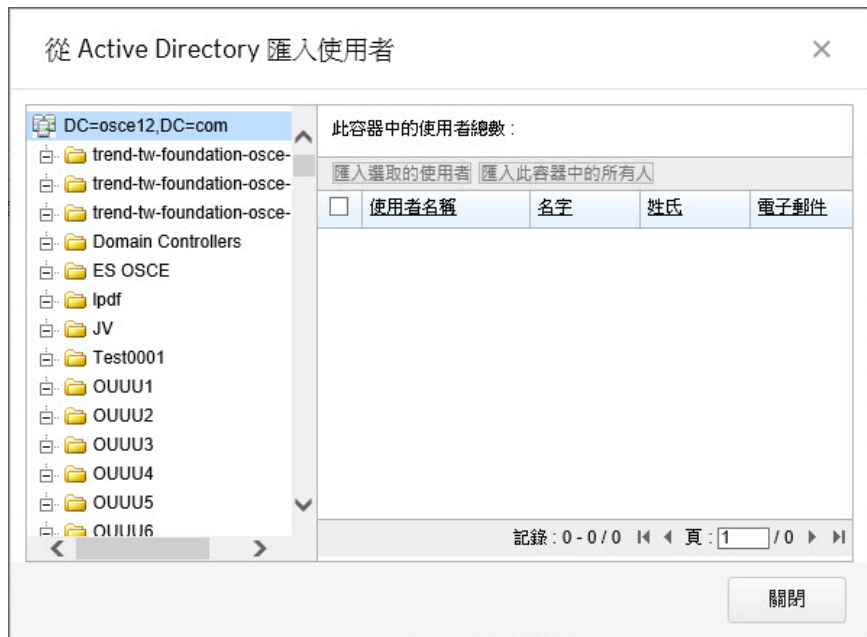 從 Active Directory 匯入使用者
DC=osce12,DC=com
trend-tw-foundation-osce-
trend-tw-foundation-osce-
trend-tw-foundation-osce-
Domain Controllers
ES OSCE
lpdf
JV
Test0001
OUUU1
OUUU2
OUUU3
OUUU4
OUUU5
OUUU6
此容器中的使用者總數 :
匯入選取的使用者 匯入此容器中的所有人
使用者名稱 名字 姓氏 電子郵件
記錄 : 0 - 0 / 0 頁 : 1 / 0
關閉